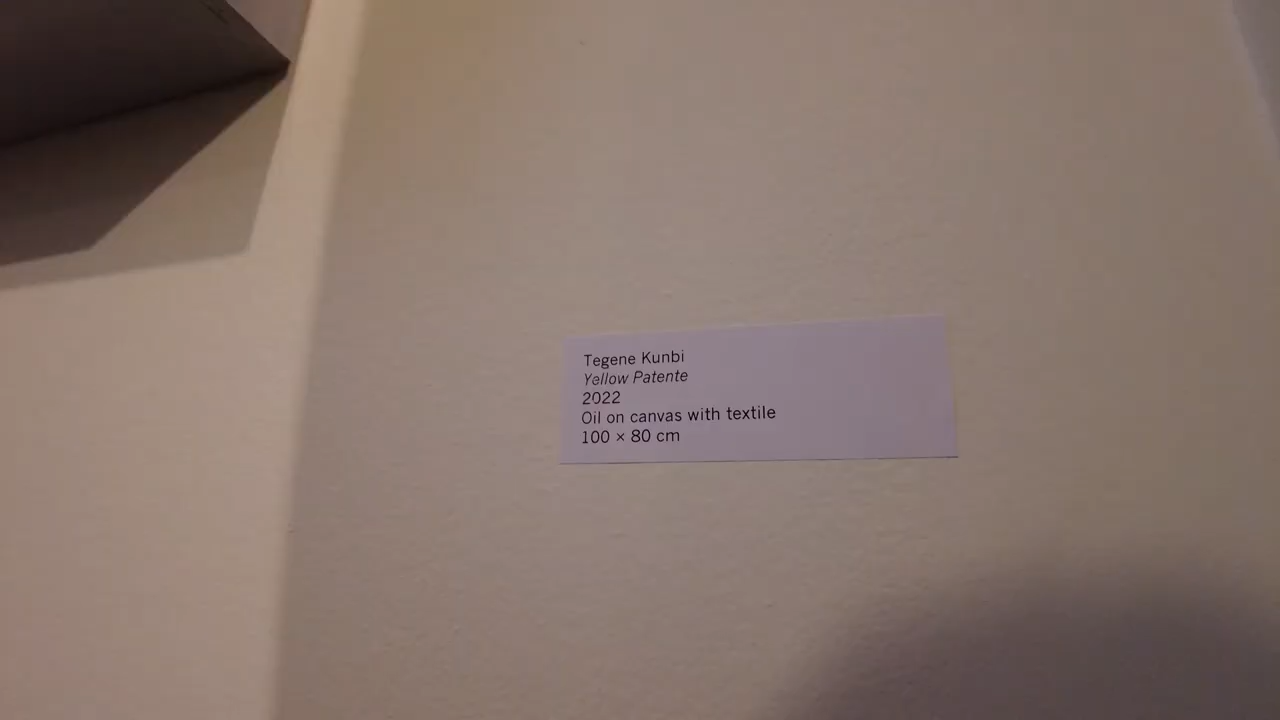 Tegene Kunbi
Yellow Patente
2022
Oil on canvas with textile
100 × 80 cm